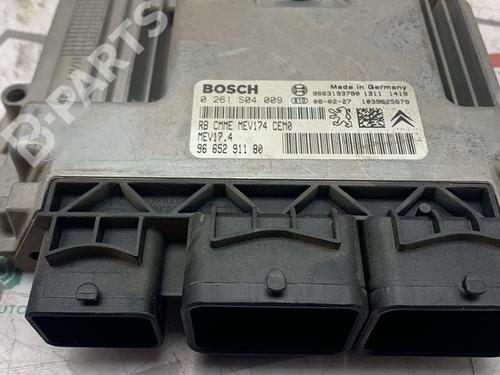 B-PARTS
BOSCH
0 261 S04 009
Made in Germany
9663193780 1311 1419
08-02-27 1039625679
RB CMME MEV174 CEM0
MEV17.4
96 652 911 80